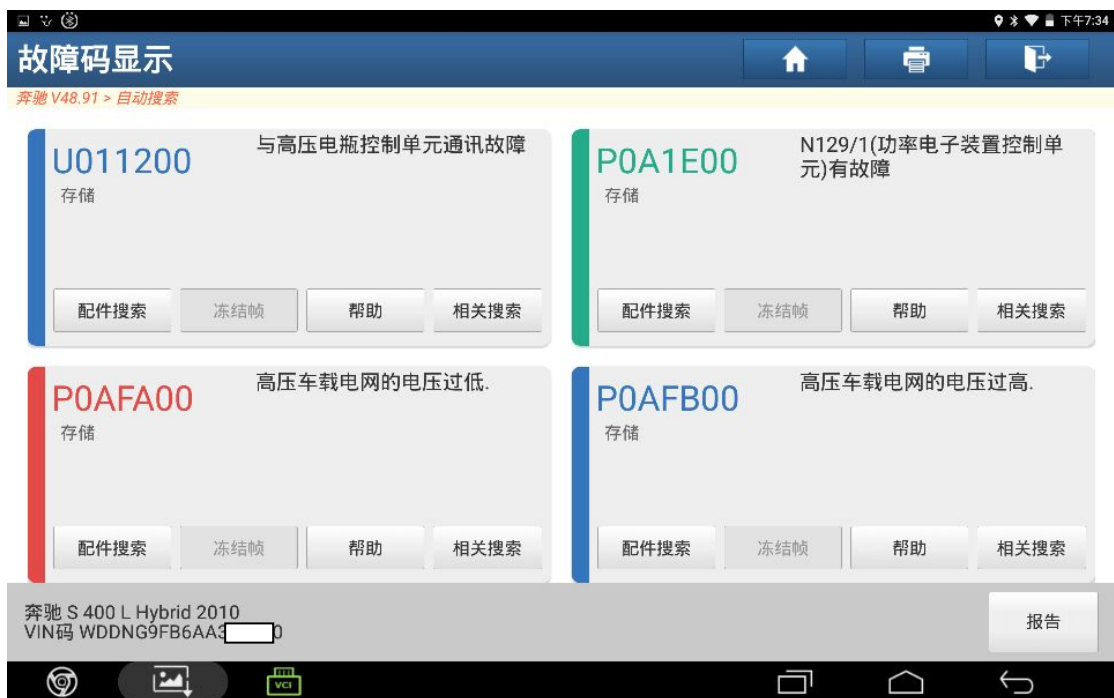 下午7:34
故障码显示
奔驰 V48.91 > 自动搜索
U011200
与高压电瓶控制单元通讯故障
存储
配件搜索 冻结帧 帮助 相关搜索
P0A1E00
N129/1(功率电子装置控制单
元)有故障
存储
配件搜索 冻结帧 帮助 相关搜索
P0AFA00
高压车载电网的电压过低.
存储
配件搜索 冻结帧 帮助 相关搜索
P0AFB00
高压车载电网的电压过高.
存储
配件搜索 冻结帧 帮助 相关搜索
奔驰 S 400 L Hybrid 2010
VIN码 WDDNG9FB6AA3 0
报告
VCI